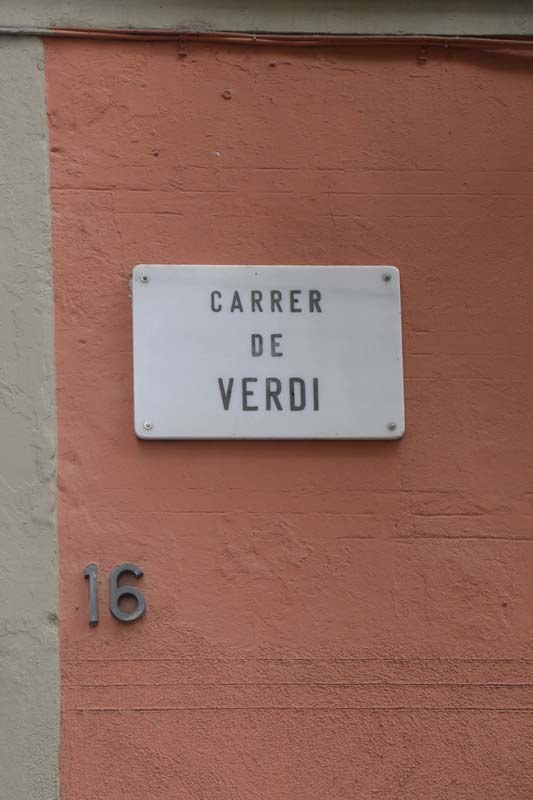 CARRER
DE
VERDI
16